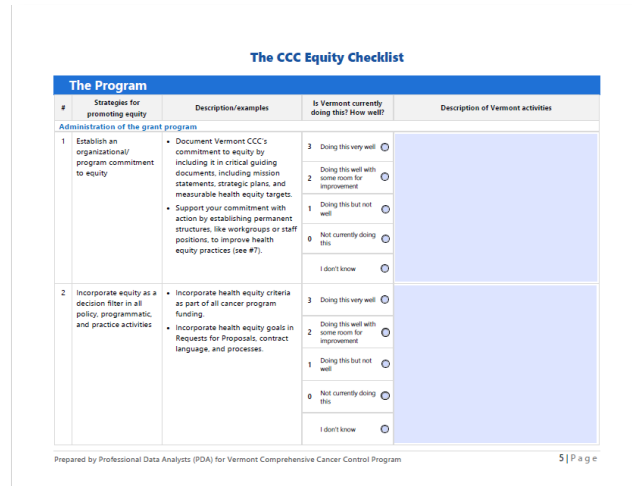 The CCC Equity Checklist
The Program
# Strategies for promoting equity Description/examples Is Vermont currently doing this? How well? Description of Vermont activities
Administration of the grant program
1 Establish an
organizational/
program commitment
to equity
• Document Vermont CCC's
commitment to equity by
including it in critical guiding
documents, including mission
statements, strategic plans, and
measurable health equity targets.
• Support your commitment with
action by establishing permanent
structures, like workgroups or staff
positions, to improve health
equity practices (see #7).
3 Doing this very well
2 Doing this well with
some room for
improvement
1 Doing this but not
well
0 Not currently doing
this
I don't know
2 Incorporate equity as a
decision filter in all
policy, programmatic,
and practice activities
• Incorporate health equity criteria
as part of all cancer program
funding.
• Incorporate health equity goals in
Requests for Proposals, contract
language, and processes.
3 Doing this very well
2 Doing this well with
some room for
improvement
1 Doing this but not
well
0 Not currently doing
this
I don't know
Prepared by Professional Data Analysts (PDA) for Vermont Comprehensive Cancer Control Program
5 | P a g e